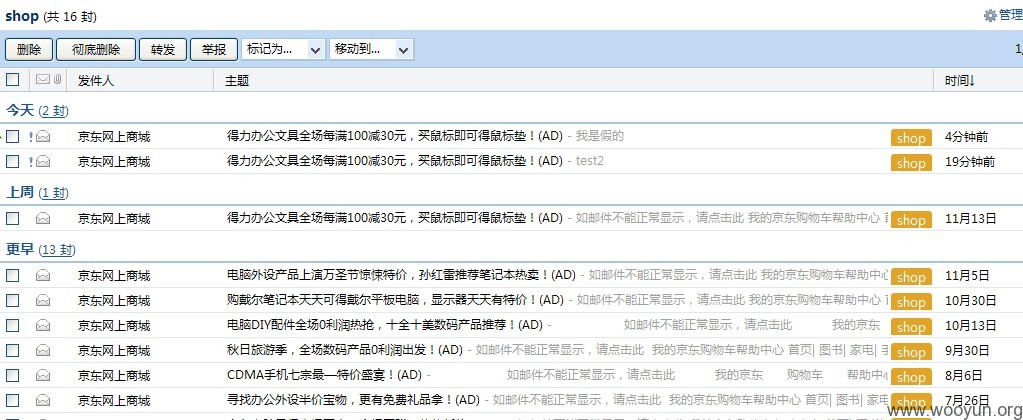 shop (共 16 封) 管理
删除 彻底删除 转发 举报 标记为... 移动到... 1
发件人 主题 时间↓
今天 (2 封)
! 京东网上商城 得力办公文具全场每满100减30元，买鼠标即可得鼠标垫！(AD) - 我是假的 shop 4分钟前
! 京东网上商城 得力办公文具全场每满100减30元，买鼠标即可得鼠标垫！(AD) - test2 shop 19分钟前
上周 (1 封)
京东网上商城 得力办公文具全场每满100减30元，买鼠标即可得鼠标垫！(AD) - 如邮件不能正常显示，请点击此 我的京东购物车帮助中心 shop 11月13日
更早 (13 封)
京东网上商城 电脑外设产品上演万圣节惊悚特价，孙红雷推荐笔记本热卖！(AD) - 如邮件不能正常显示，请点击此 我的京东购物车帮助中心 shop 11月5日
京东网上商城 购戴尔笔记本天天可得戴尔平板电脑，显示器天天有特价！(AD) - 如邮件不能正常显示，请点击此 我的京东购物车帮助中心 shop 10月30日
京东网上商城 电脑DIY配件全场0利润热抢，十全十美数码产品推荐！(AD) - 如邮件不能正常显示，请点击此 我的京东 shop 10月13日
京东网上商城 秋日旅游季，全场数码产品0利润出发！(AD) - 如邮件不能正常显示，请点击此 我的京东购物车帮助中心 首页| 图书| 家电| shop 9月30日
京东网上商城 CDMA手机七宗最—特价盛宴！(AD) - 如邮件不能正常显示，请点击此 我的京东 购物车 帮助中 shop 8月6日
京东网上商城 寻找办公外设半价宝物，更有免费礼品拿！(AD) - 如邮件不能正常显示，请点击此 我的京东购物车帮助中心 首页| 图书| 家电 shop 7月26日
www.wooyun.org